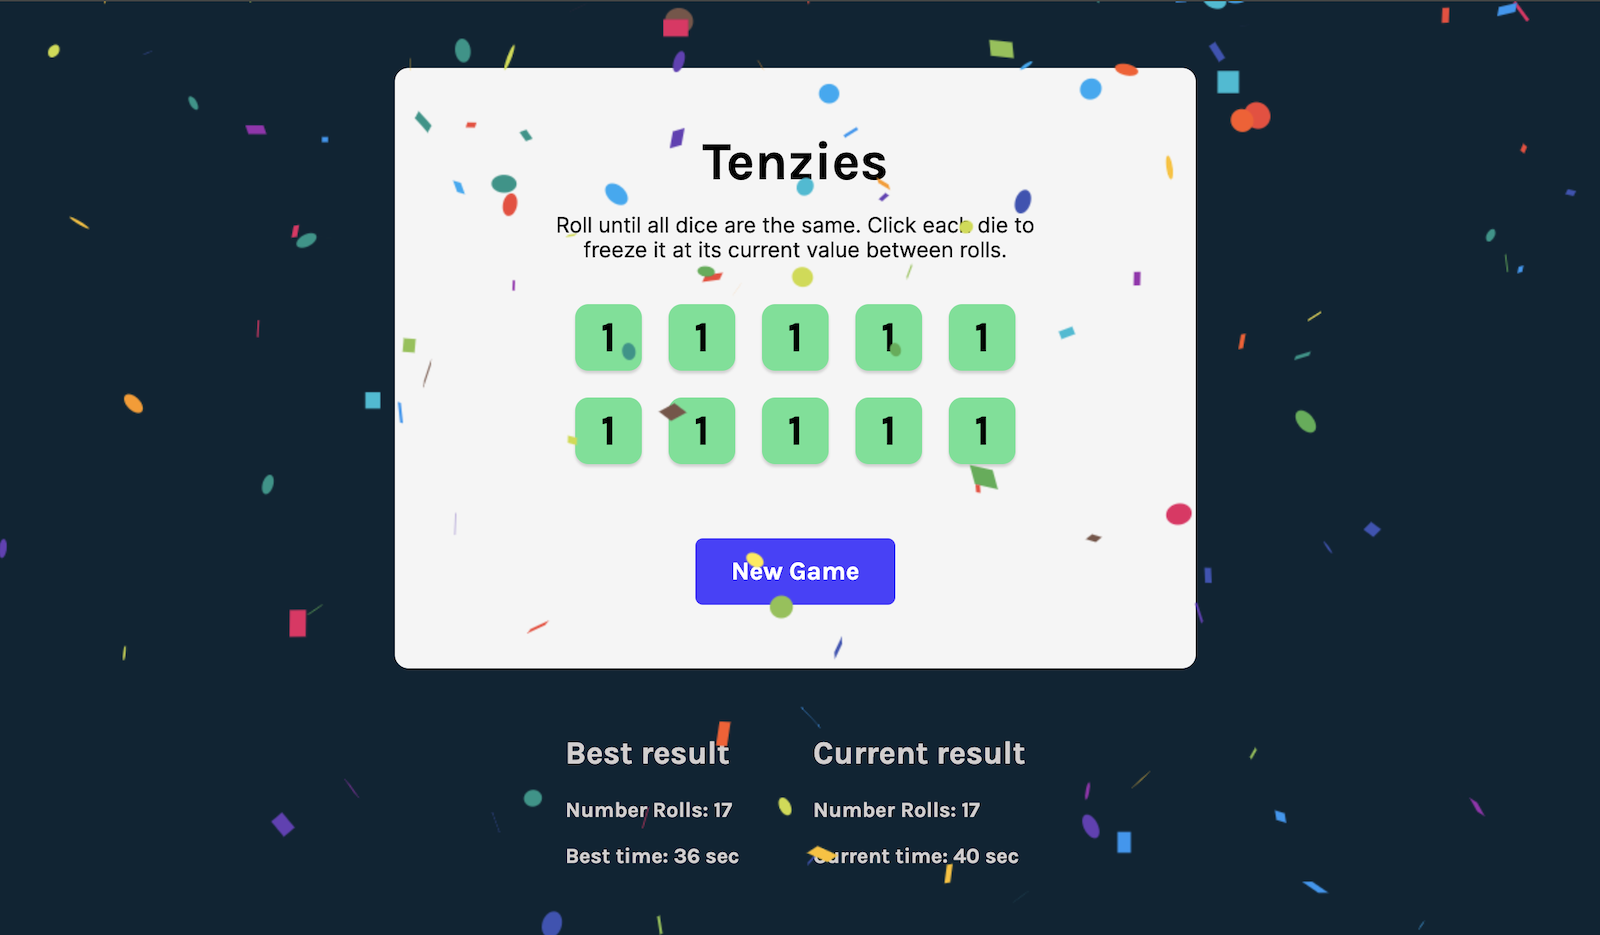 Tenzies
Roll until all dice are the same. Click each die to
freeze it at its current value between rolls.
1 1 1 1 1
1 1 1 1 1
New Game
Best result
Number Rolls: 17
Best time: 36 sec
Current result
Number Rolls: 17
Current time: 40 sec